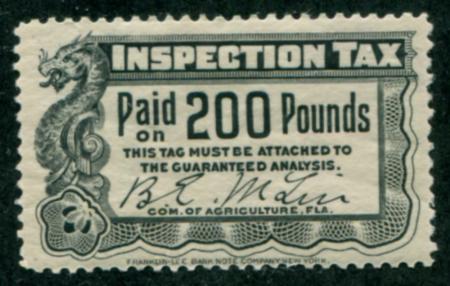 INSPECTION TAX
Paid on 200 Pounds
THIS TAG MUST BE ATTACHED TO
THE GUARANTEED ANALYSIS.
B. E. McLin
COM. OF AGRICULTURE, FLA.
FRANKLIN-LEE BANK NOTE COMPANY NEW YORK.